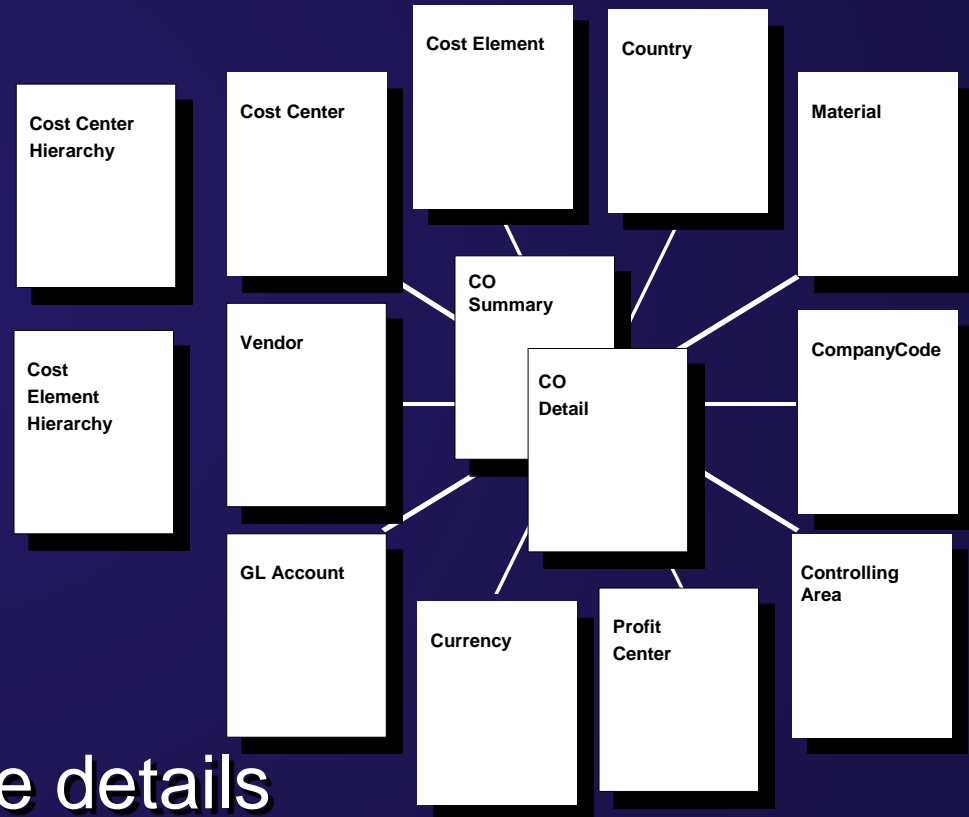 Cost Element
Country
Cost Center
Hierarchy
Cost Center
Material
CO
Summary
Vendor
CompanyCode
Cost
Element
Hierarchy
CO
Detail
GL Account
Controlling
Area
Currency
Profit
Center
e details